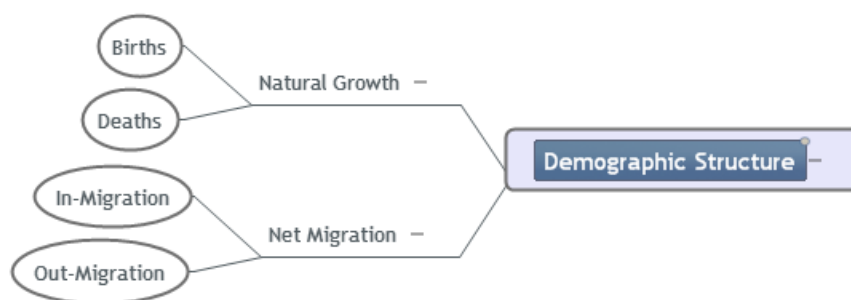 Births
Natural Growth
Deaths
Demographic Structure
In-Migration
Net Migration
Out-Migration